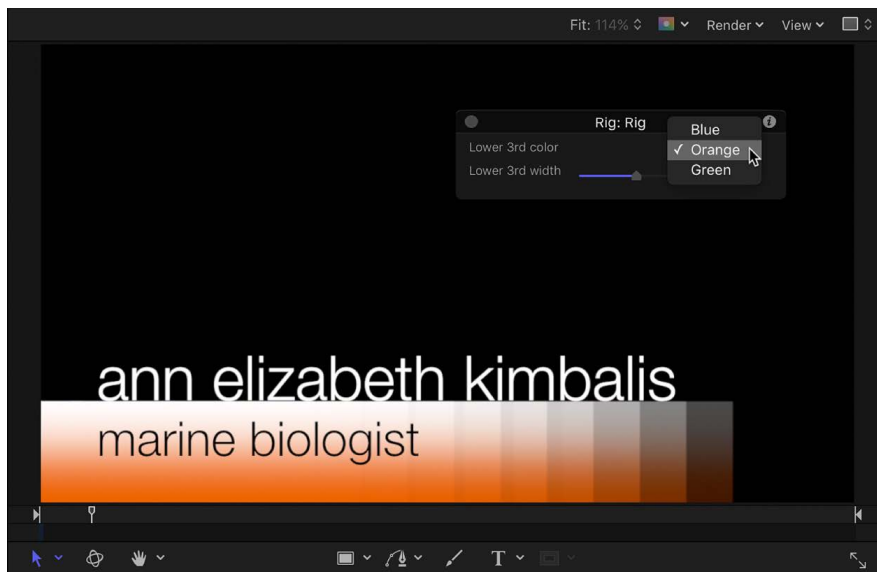 Fit: 114% Render View
Rig: Rig
Blue
Lower 3rd color
✓ Orange
Lower 3rd width
Green
ann elizabeth kimbalis
marine biologist
T